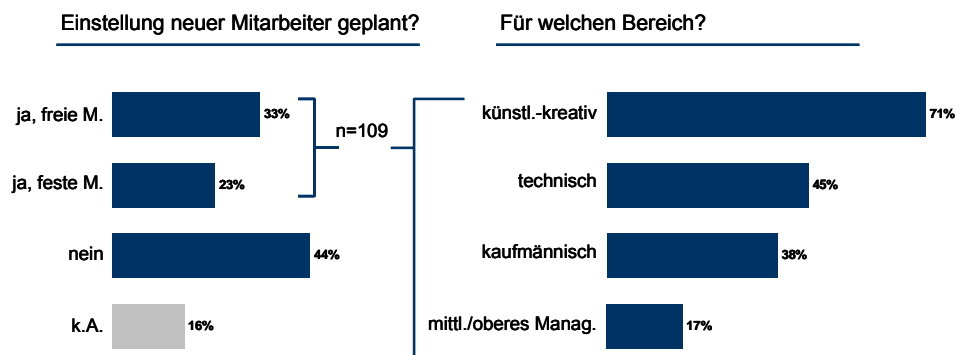 Einstellung neuer Mitarbeiter geplant?
ja, freie M. 33%
ja, feste M. 23%
nein 44%
k.A. 16%
n=109
Für welchen Bereich?
künstl.-kreativ 71%
technisch 45%
kaufmännisch 38%
mittl./oberes Manag. 17%